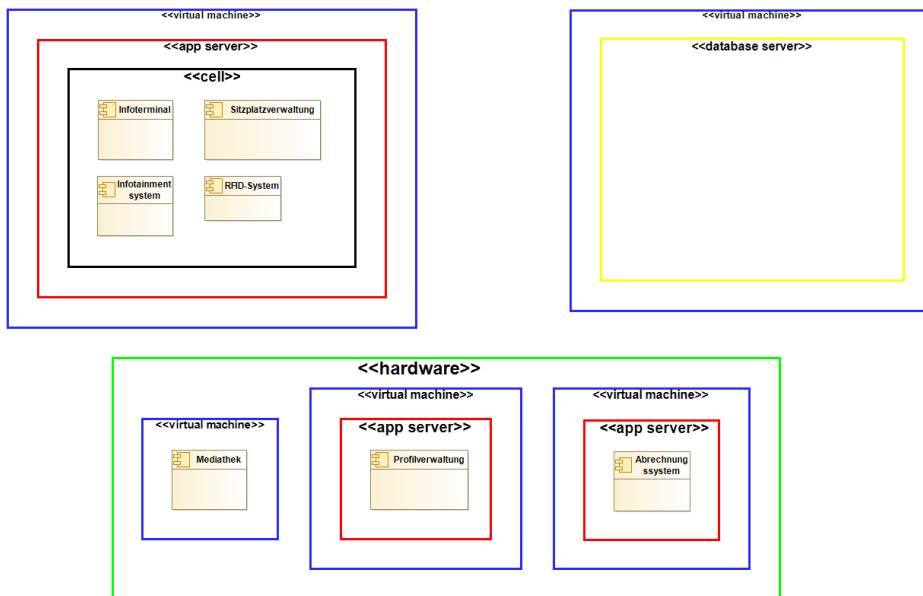 <<virtual machine>>
<<app server>>
<<cell>>
Infoterminal
Sitzplatzverwaltung
Infotainment
system
RFID-System
<<virtual machine>>
<<database server>>
<<hardware>>
<<virtual machine>>
Mediathek
<<virtual machine>>
<<app server>>
Profilverwaltung
<<virtual machine>>
<<app server>>
Abrechnung
ssystem